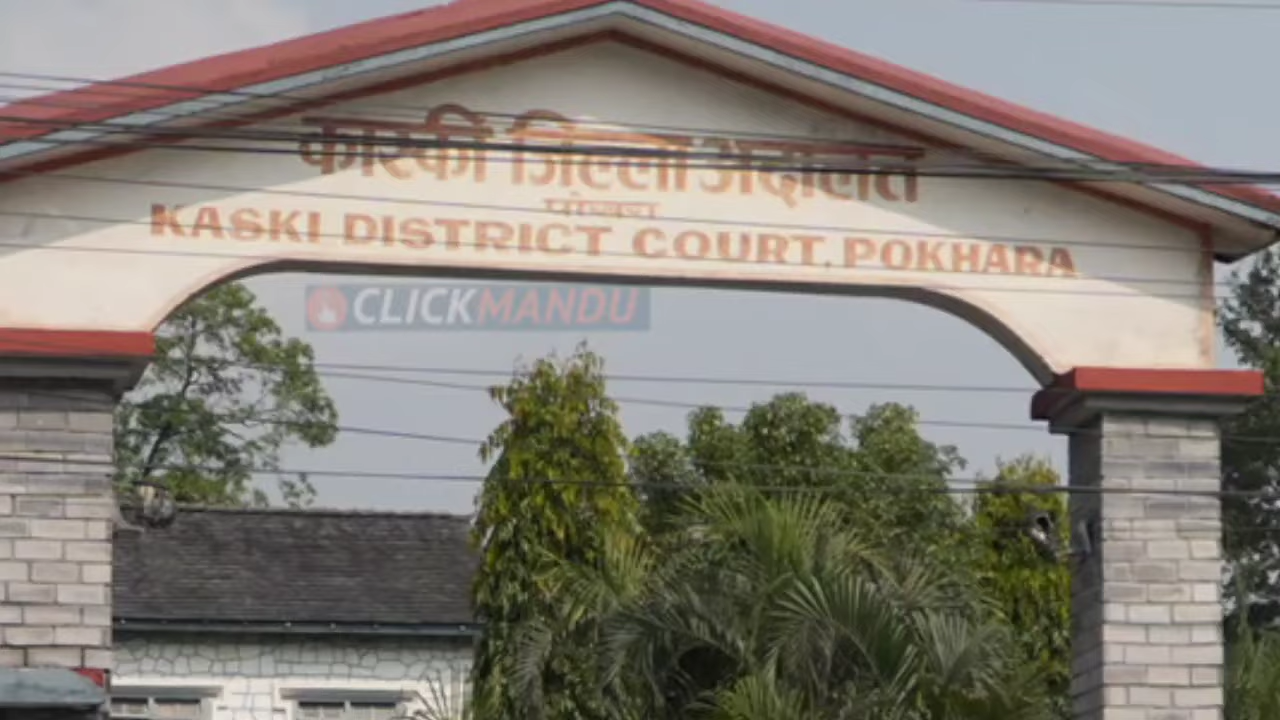 कास्की जिल्ला अदालत
पोखरा
KASKI DISTRICT COURT, POKHARA
CLICKMANDU